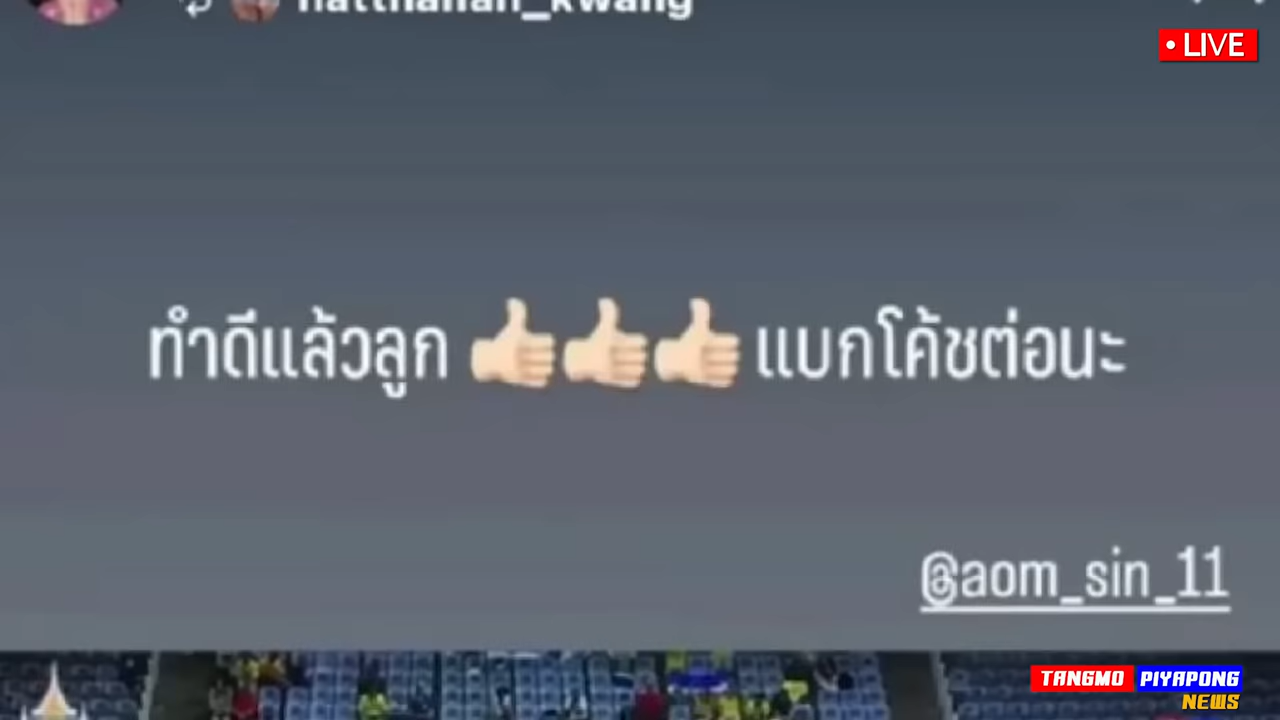 natthanan_kwang
• LIVE
ทำดีแล้วลูก 👍🏻👍🏻👍🏻 แบกโค้ชต่อนะ
@aom_sin_11
TANGMO PIYAPONG
NEWS